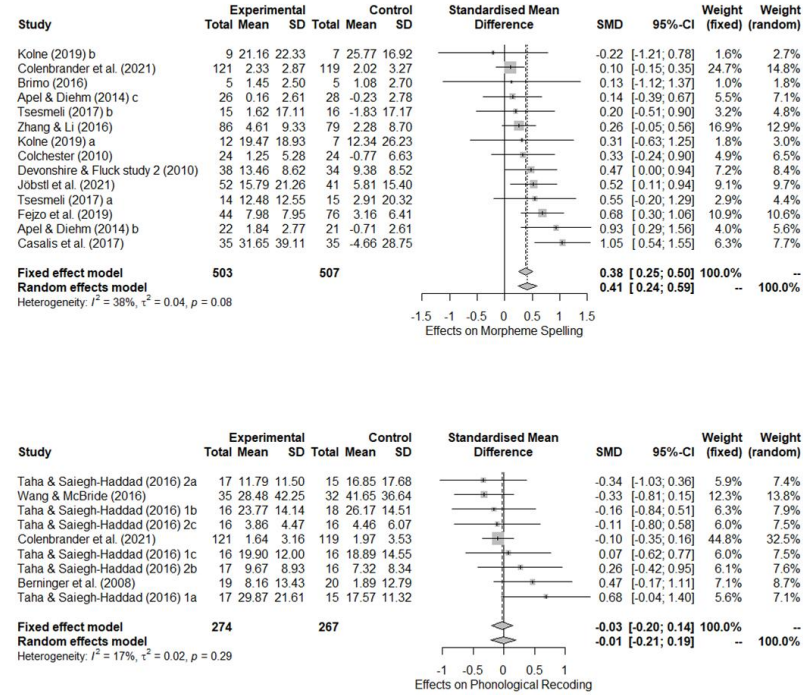 Experimental Control Standardised Mean Weight Weight
Study Total Mean SD Total Mean SD Difference SMD 95%-CI (fixed) (random)
Kolne (2019) b 9 21.16 22.33 7 25.77 16.92 -0.22 [-1.21; 0.78] 1.6% 2.7%
Colenbrander et al. (2021) 121 2.33 2.87 119 2.02 3.27 0.10 [-0.15; 0.35] 24.7% 14.8%
Brimo (2016) 5 1.45 2.50 5 1.08 2.70 0.13 [-1.12; 1.37] 1.0% 1.8%
Apel & Diehm (2014) c 26 0.16 2.61 28 -0.23 2.78 0.14 [-0.39; 0.67] 5.5% 7.1%
Tsesmeli (2017) b 15 1.62 17.11 16 -1.83 17.17 0.20 [-0.51; 0.90] 3.2% 4.8%
Zhang & Li (2016) 86 4.61 9.33 79 2.28 8.70 0.26 [-0.05; 0.56] 16.9% 12.9%
Kolne (2019) a 12 19.47 18.93 7 12.34 26.23 0.31 [-0.63; 1.25] 1.8% 3.0%
Colchester (2010) 24 1.25 5.28 24 -0.77 6.63 0.33 [-0.24; 0.90] 4.9% 6.5%
Devonshire & Fluck study 2 (2010) 38 13.46 8.62 34 9.38 8.52 0.47 [ 0.00; 0.94] 7.2% 8.4%
Jöbstl et al. (2021) 52 15.79 21.26 41 5.81 15.40 0.52 [ 0.11; 0.94] 9.1% 9.7%
Tsesmeli (2017) a 14 12.48 12.55 15 2.91 20.32 0.55 [-0.20; 1.29] 2.9% 4.4%
Fejzo et al. (2019) 44 7.98 7.95 76 3.16 6.41 0.68 [ 0.30; 1.06] 10.9% 10.6%
Apel & Diehm (2014) b 22 1.84 2.77 21 -0.71 2.61 0.93 [ 0.29; 1.56] 4.0% 5.6%
Casalis et al. (2017) 35 31.65 39.11 35 -4.66 28.75 1.05 [ 0.54; 1.55] 6.3% 7.7%
Fixed effect model 503 507 0.38 [ 0.25; 0.50] 100.0% --
Random effects model 0.41 [ 0.24; 0.59] -- 100.0%
Heterogeneity: I² = 38%, τ² = 0.04, p = 0.08
-1.5 -1 -0.5 0 0.5 1 1.5
Effects on Morpheme Spelling
Experimental Control Standardised Mean Weight Weight
Study Total Mean SD Total Mean SD Difference SMD 95%-CI (fixed) (random)
Taha & Saiegh-Haddad (2016) 2a 17 11.79 11.50 15 16.85 17.68 -0.34 [-1.03; 0.36] 5.9% 7.4%
Wang & McBride (2016) 35 28.48 42.25 32 41.65 36.64 -0.33 [-0.81; 0.15] 12.3% 13.8%
Taha & Saiegh-Haddad (2016) 1b 16 23.77 14.14 18 26.17 14.51 -0.16 [-0.84; 0.51] 6.3% 7.9%
Taha & Saiegh-Haddad (2016) 2c 16 3.86 4.47 16 4.46 6.07 -0.11 [-0.80; 0.58] 6.0% 7.5%
Colenbrander et al. (2021) 121 1.64 3.16 119 1.97 3.53 -0.10 [-0.35; 0.16] 44.8% 32.5%
Taha & Saiegh-Haddad (2016) 1c 16 19.90 12.00 16 18.89 14.55 0.07 [-0.62; 0.77] 6.0% 7.5%
Taha & Saiegh-Haddad (2016) 2b 17 9.67 8.93 16 7.32 8.34 0.26 [-0.42; 0.95] 6.1% 7.6%
Berninger et al. (2008) 19 8.16 13.43 20 1.89 12.79 0.47 [-0.17; 1.11] 7.1% 8.7%
Taha & Saiegh-Haddad (2016) 1a 17 29.87 21.61 15 17.57 11.32 0.68 [-0.04; 1.40] 5.6% 7.1%
Fixed effect model 274 267 -0.03 [-0.20; 0.14] 100.0% --
Random effects model -0.01 [-0.21; 0.19] -- 100.0%
Heterogeneity: I² = 17%, τ² = 0.02, p = 0.29
-1 -0.5 0 0.5 1
Effects on Phonological Recoding